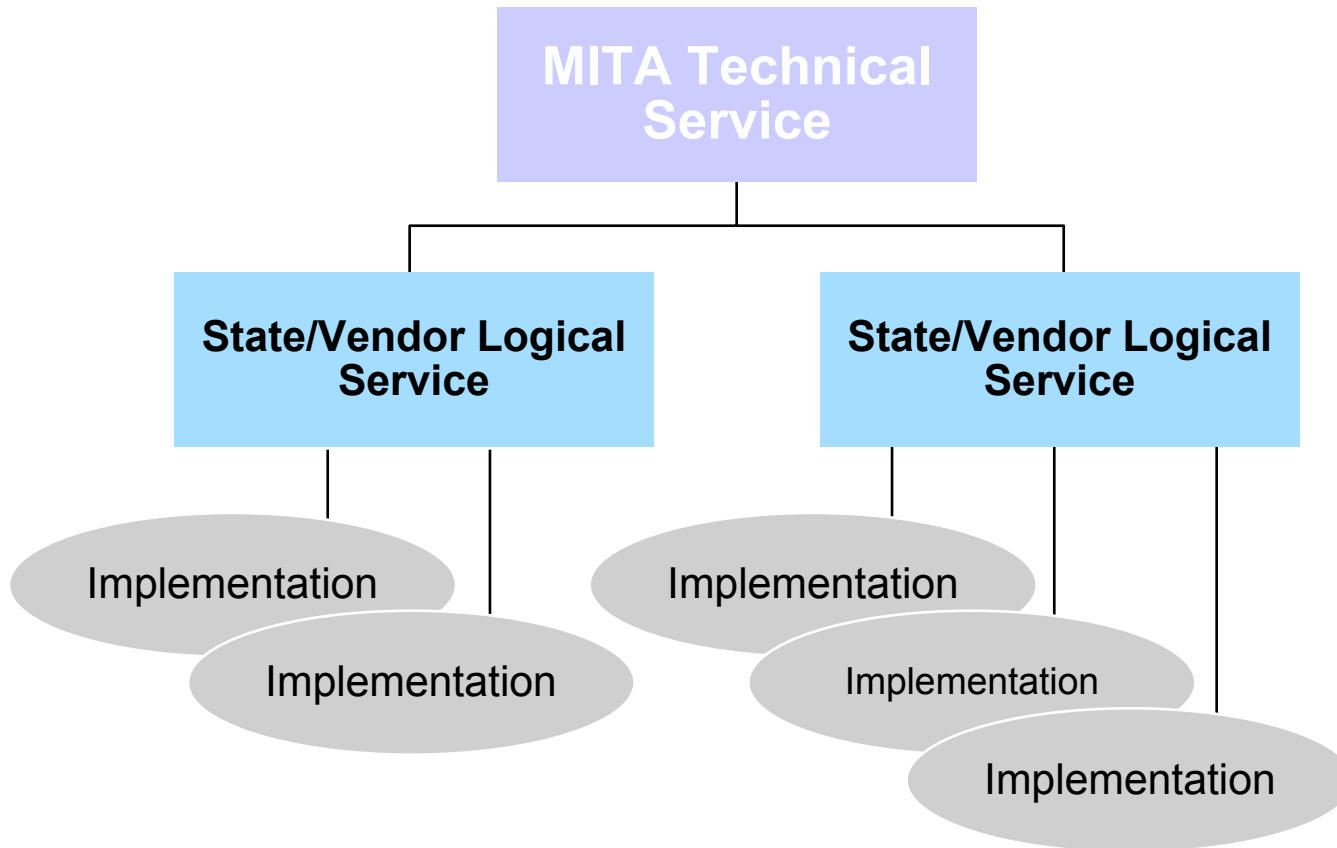 MITA Technical
Service
State/Vendor Logical
Service
State/Vendor Logical
Service
Implementation
Implementation
Implementation
Implementation
Implementation